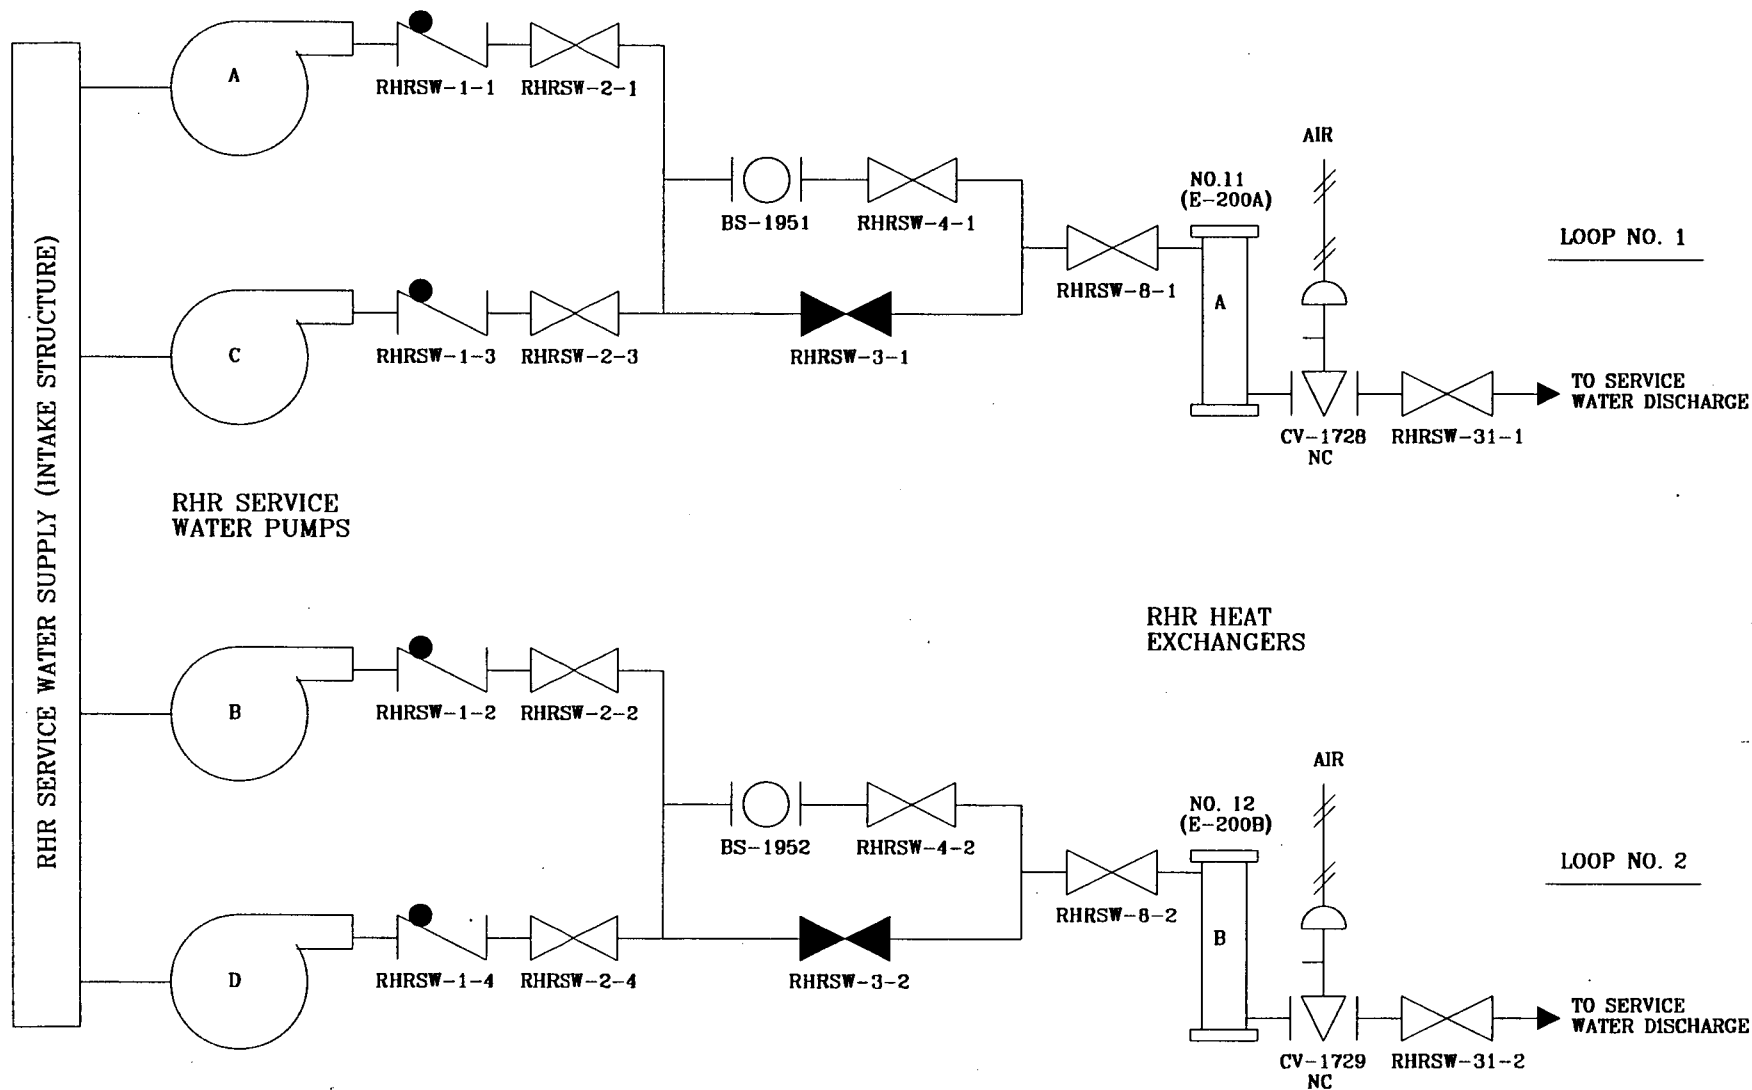 RHR SERVICE WATER SUPPLY (INTAKE STRUCTURE)
A
RHRSW-1-1
RHRSW-2-1
BS-1951
RHRSW-4-1
C
RHRSW-1-3
RHRSW-2-3
RHRSW-3-1
RHRSW-8-1
NO.11
(E-200A)
A
AIR
CV-1728
NC
RHRSW-31-1
LOOP NO. 1
TO SERVICE
WATER DISCHARGE
RHR SERVICE
WATER PUMPS
RHR HEAT
EXCHANGERS
B
RHRSW-1-2
RHRSW-2-2
BS-1952
RHRSW-4-2
D
RHRSW-1-4
RHRSW-2-4
RHRSW-3-2
RHRSW-8-2
NO. 12
(E-200B)
B
AIR
CV-1729
NC
RHRSW-31-2
LOOP NO. 2
TO SERVICE
WATER DISCHARGE